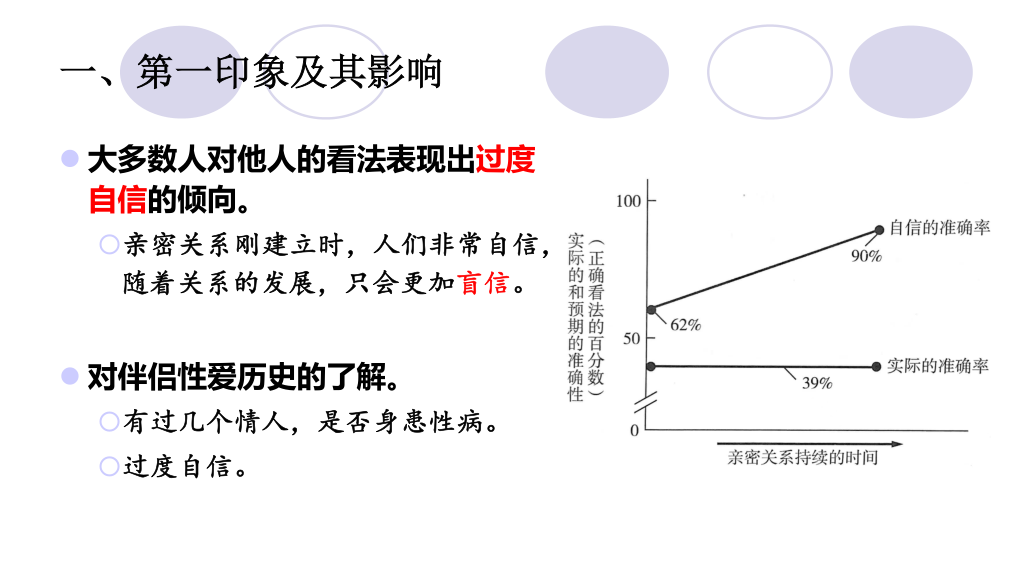 一、第一印象及其影响
大多数人对他人的看法表现出过度
自信的倾向。
亲密关系刚建立时，人们非常自信，
随着关系的发展，只会更加盲信。
对伴侣性爱历史的了解。
有过几个情人，是否身患性病。
过度自信。
实际的和预期的准确性
（正确看法的百分数）
100
50
0
自信的准确率
90%
62%
实际的准确率
39%
亲密关系持续的时间